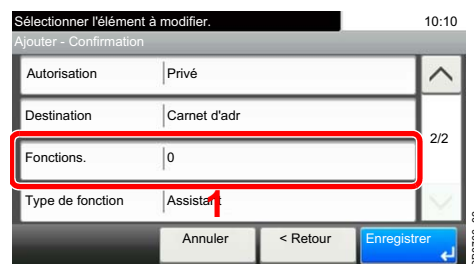 Sélectionner l'élément à modifier. 10:10
Ajouter - Confirmation
Autorisation Privé
Destination Carnet d'adr
2/2
Fonctions. 0
Type de fonction Assistant
1
Annuler < Retour Enregistrer